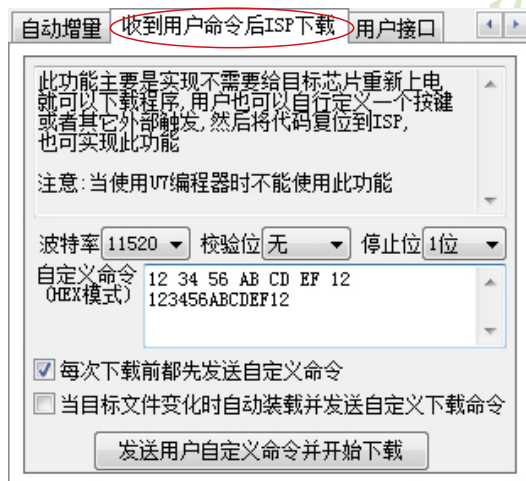 自动增量 收到用户命令后ISP下载 用户接口
此功能主要是实现不需要给目标芯片重新上电,
就可以下载程序,用户也可以自行定义一个按键
或者其它外部触发,然后将代码复位到ISP,
也可实现此功能
注意:当使用U7编程器时不能使用此功能
波特率 11520 校验位 无 停止位 1位
自定义命令
(HEX模式)
12 34 56 AB CD EF 12
123456ABCDEF12
每次下载前都先发送自定义命令
当目标文件变化时自动装载并发送自定义下载命令
发送用户自定义命令并开始下载